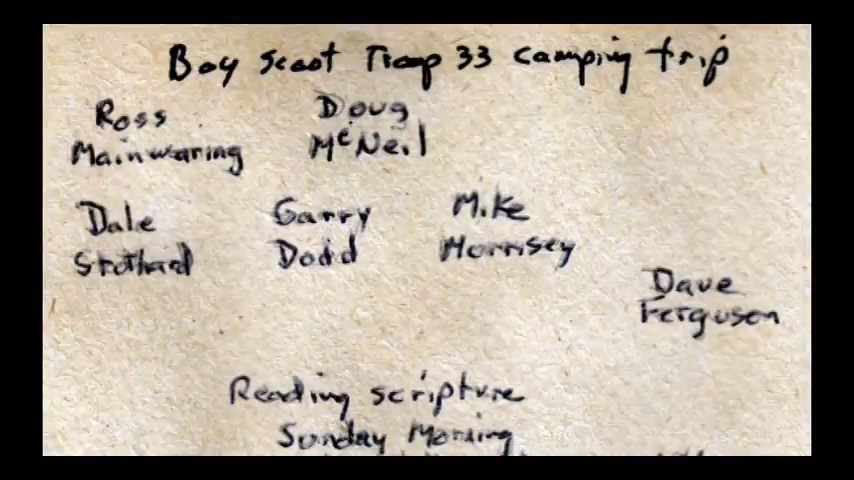 Boy Scout Troop 33 camping trip
Ross Doug
Mainwaring McNeil
Dale Garry Mike
Stothard Dodd Morrisey
Dave
Ferguson
Reading scripture
Sunday Morning